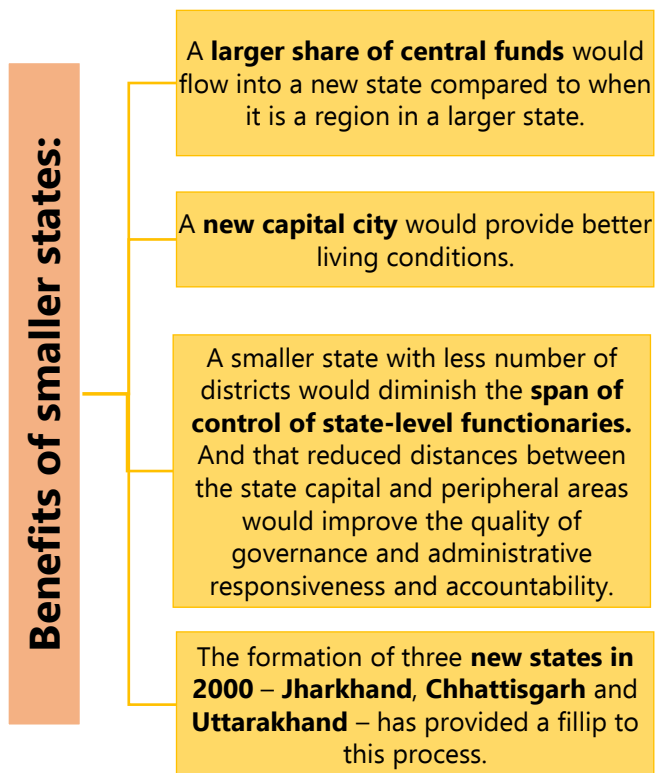 Benefits of smaller states:
A larger share of central funds would
flow into a new state compared to when
it is a region in a larger state.
A new capital city would provide better
living conditions.
A smaller state with less number of
districts would diminish the span of
control of state-level functionaries.
And that reduced distances between
the state capital and peripheral areas
would improve the quality of
governance and administrative
responsiveness and accountability.
The formation of three new states in
2000 – Jharkhand, Chhattisgarh and
Uttarakhand – has provided a fillip to
this process.